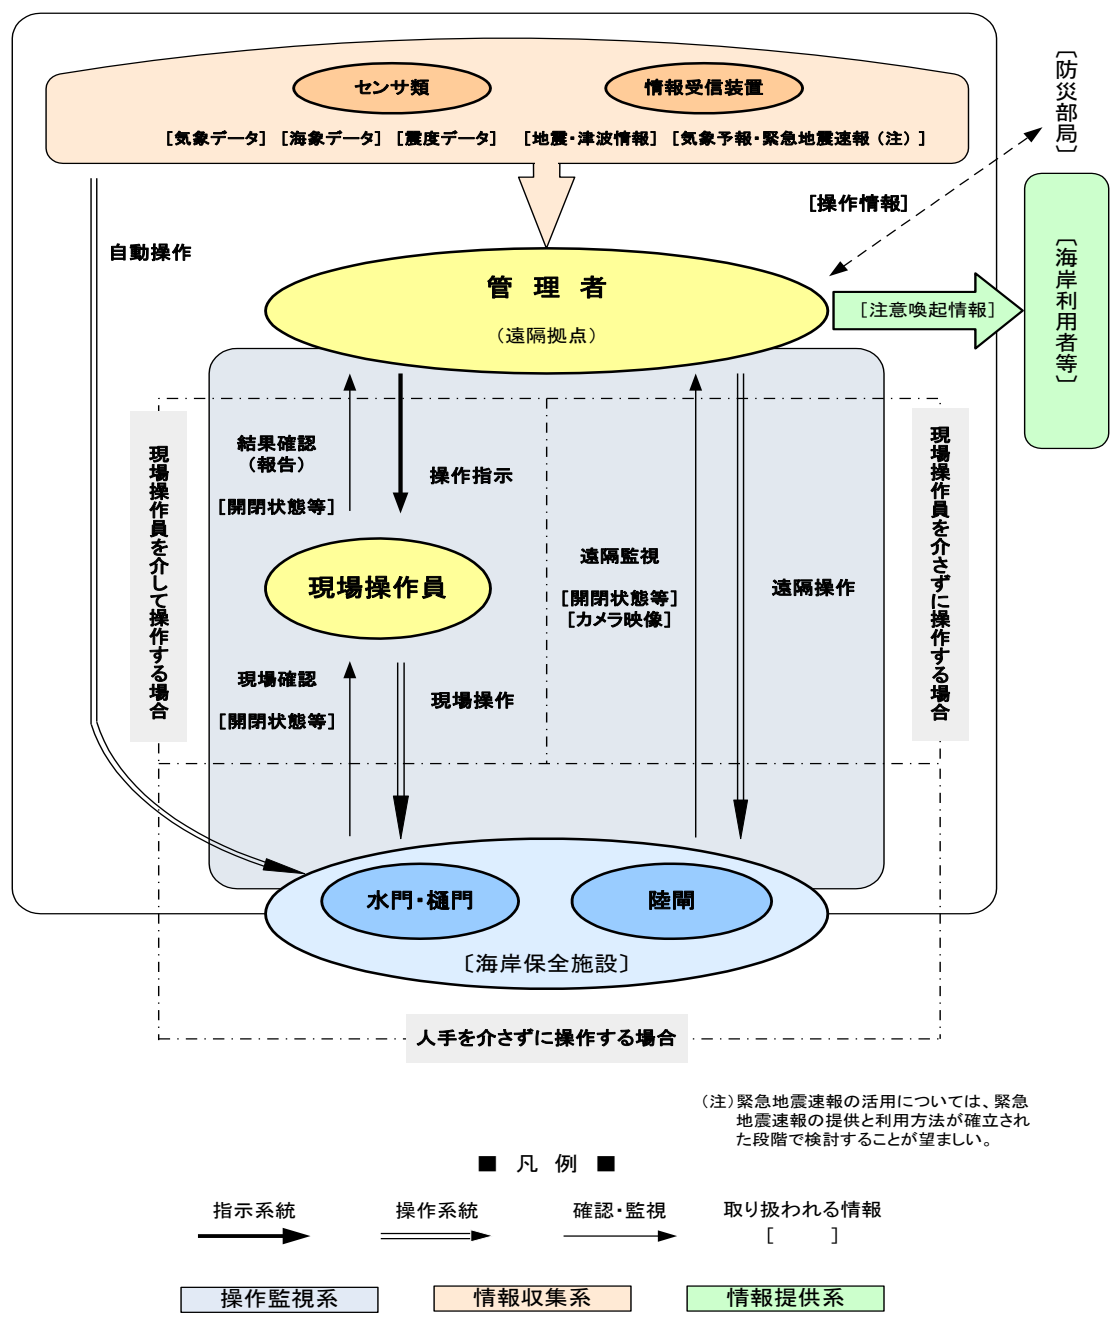 センサ類
情報受信装置
[気象データ] [海象データ] [震度データ]
[地震・津波情報] [気象予報・緊急地震速報（注）]
〔防災部局〕
[操作情報]
自動操作
管理者
（遠隔拠点）
[注意喚起情報]
〔海岸利用者等〕
現場操作員を介して操作する場合
結果確認
（報告）
[開閉状態等]
操作指示
現場操作員
現場確認
[開閉状態等]
現場操作
遠隔監視
[開閉状態等]
[カメラ映像]
遠隔操作
現場操作員を介さずに操作する場合
水門・樋門
陸閘
〔海岸保全施設〕
人手を介さずに操作する場合
（注）緊急地震速報の活用については、緊急
地震速報の提供と利用方法が確立され
た段階で検討することが望ましい。
■ 凡 例 ■
指示系統
操作系統
確認・監視
取り扱われる情報
[ ]
操作監視系
情報収集系
情報提供系